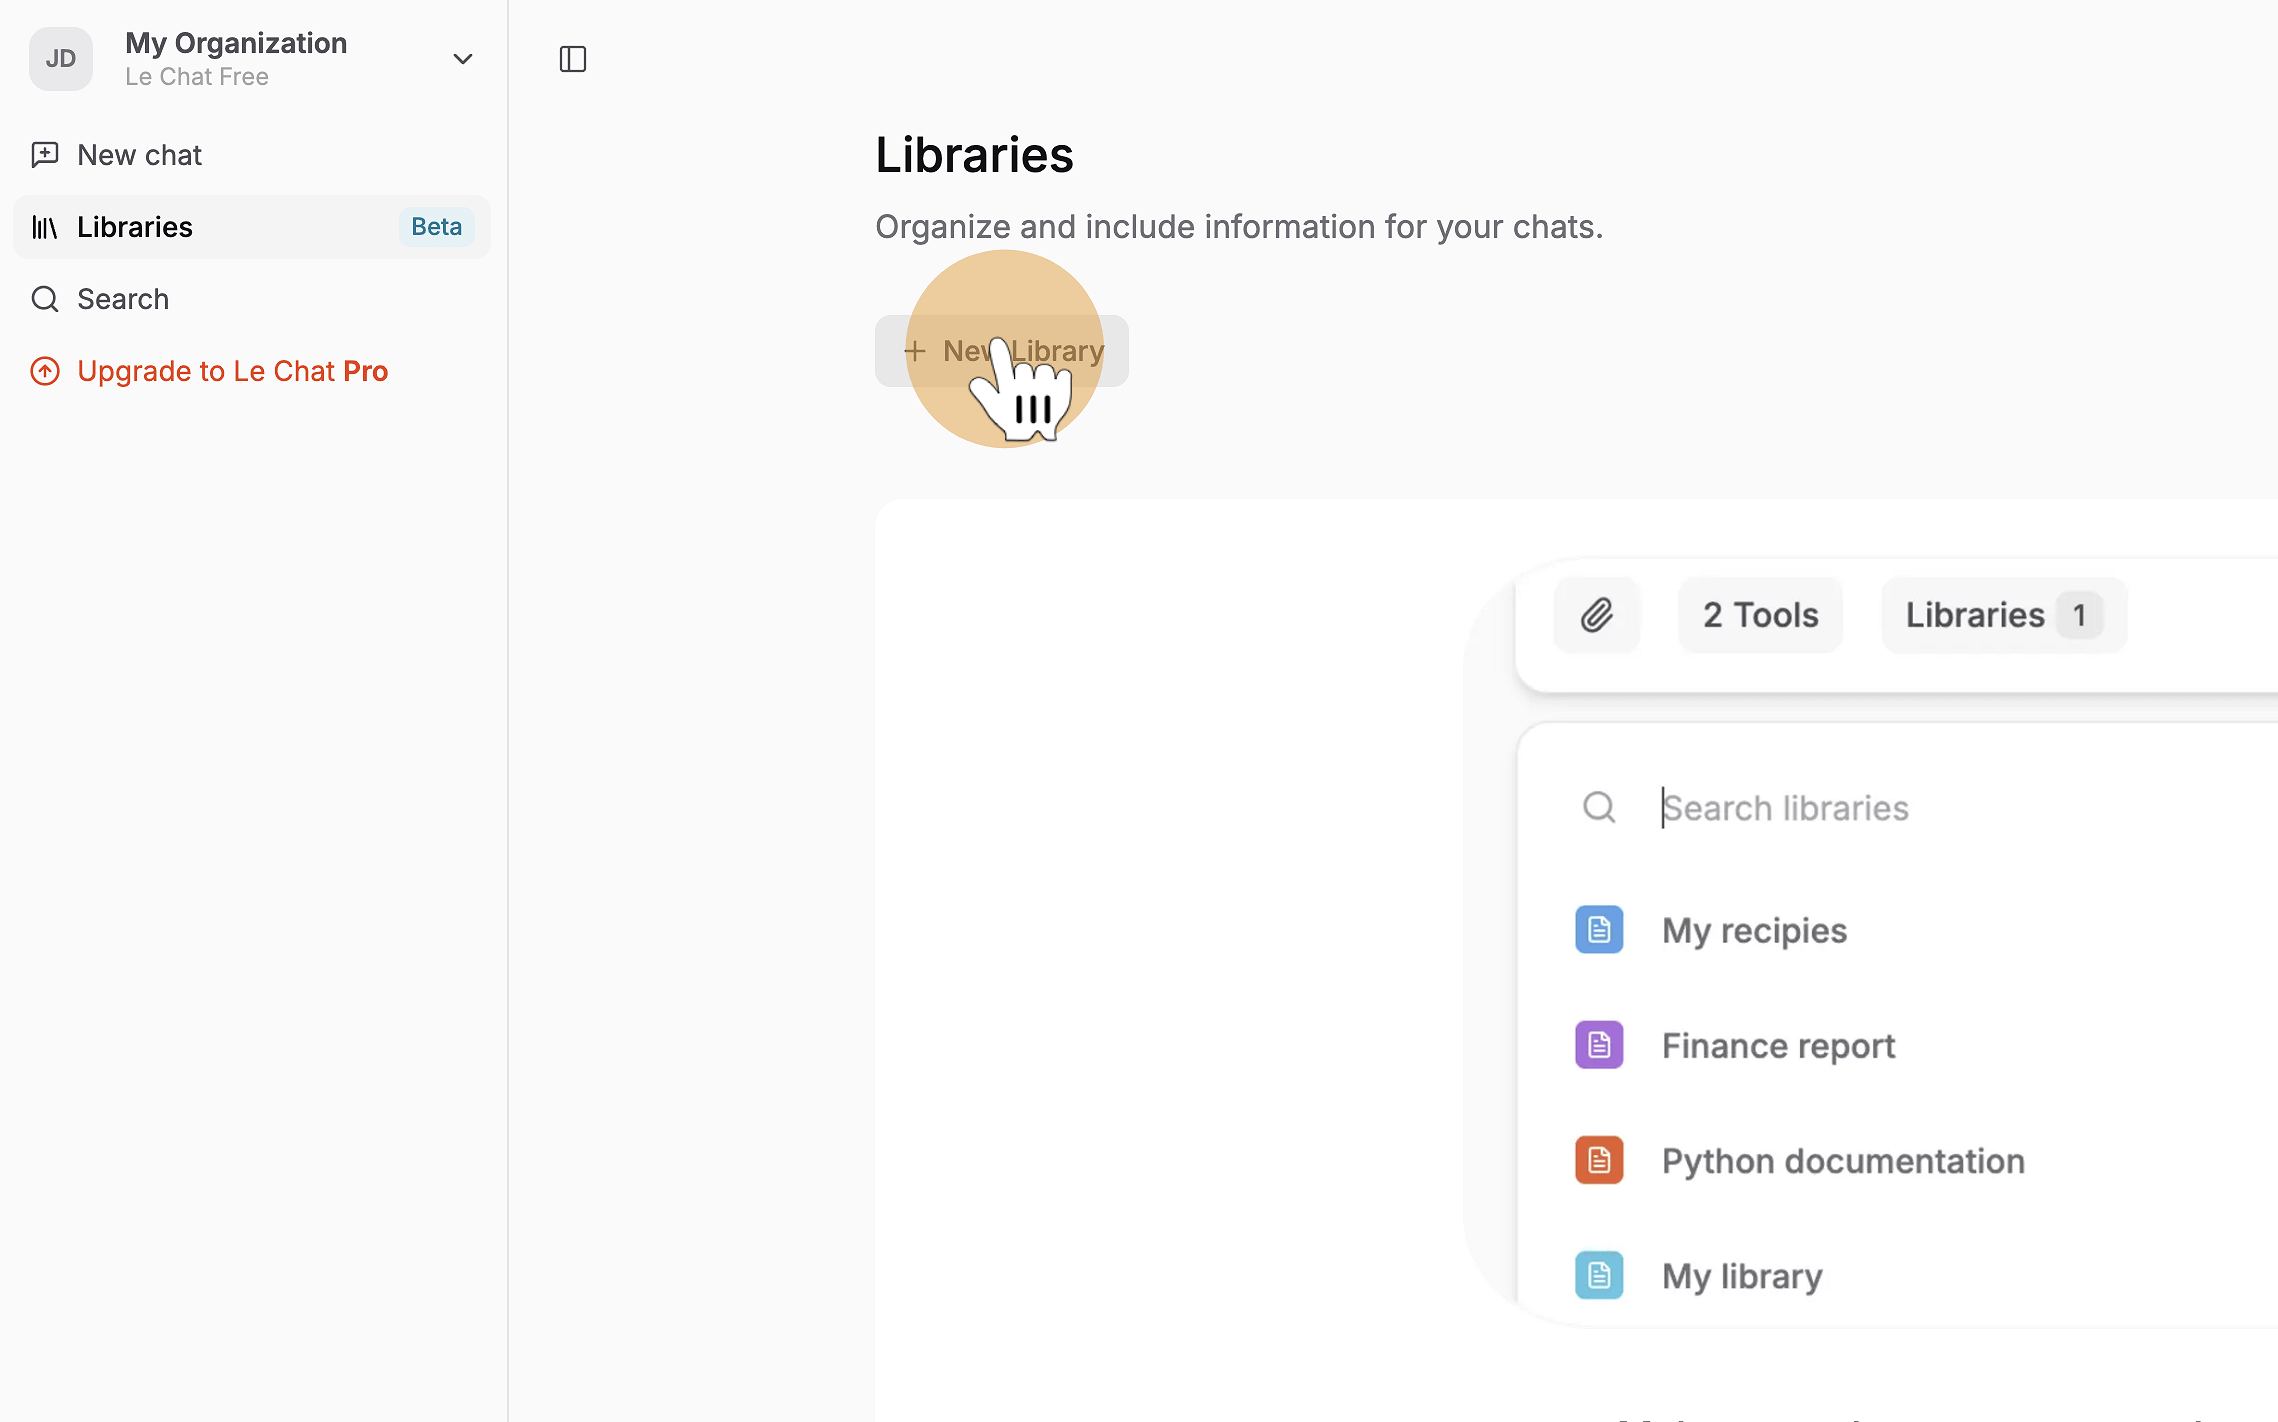 JD
My Organization
Le Chat Free
New chat
Libraries Beta
Search
Upgrade to Le Chat Pro
Libraries
Organize and include information for your chats.
New Library
2 Tools
Libraries 1
Search libraries
My recipies
Finance report
Python documentation
My library